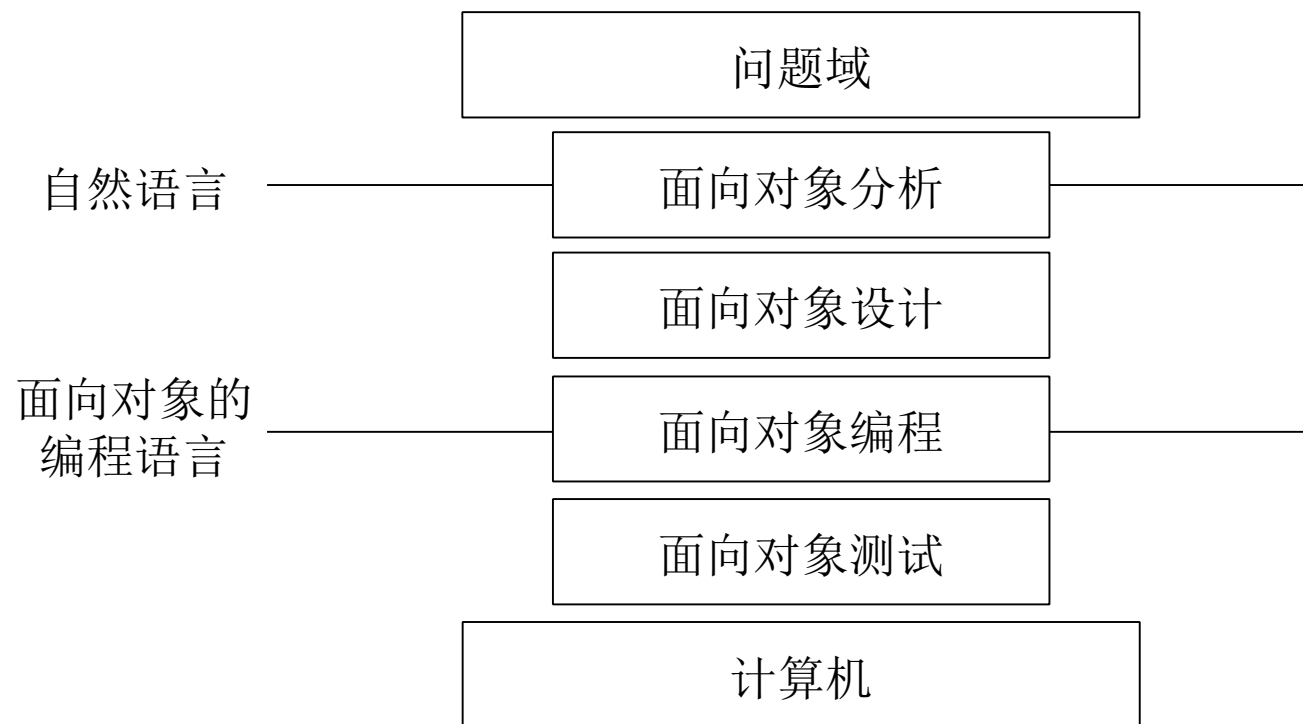 问题域
自然语言
面向对象分析
面向对象设计
面向对象的
编程语言
面向对象编程
面向对象测试
计算机